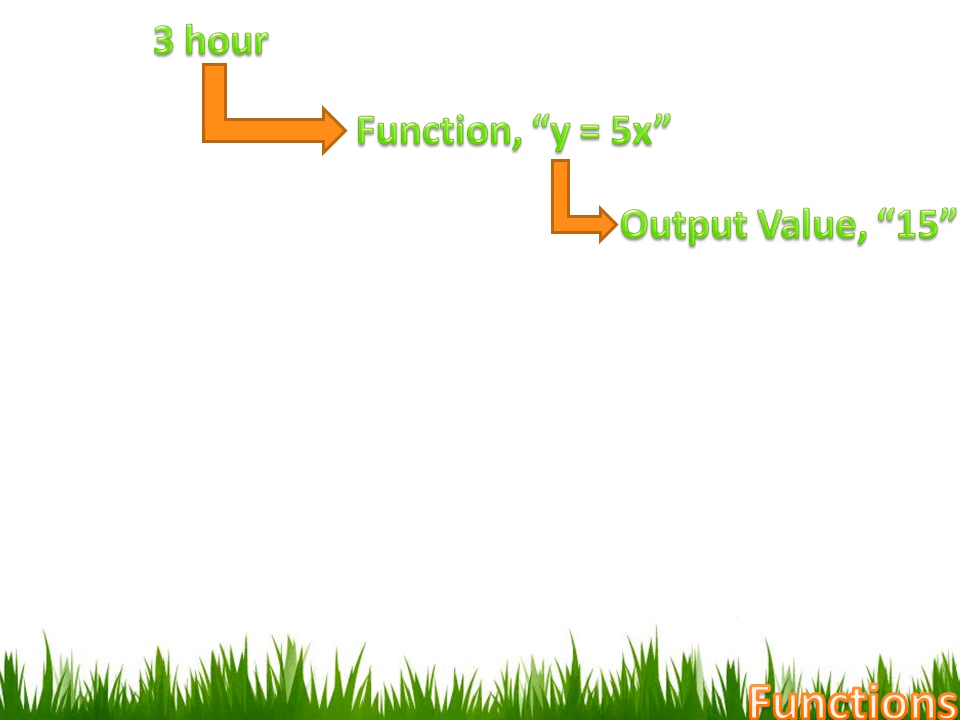 3 hour
Function, “y = 5x”
Output Value, “15”
Functions